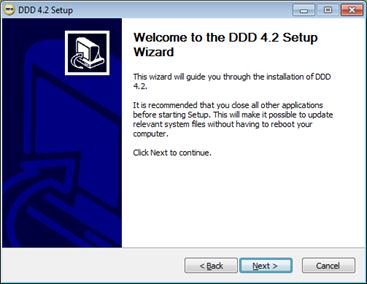 DDD 4.2 Setup
Welcome to the DDD 4.2 Setup
Wizard
This wizard will guide you through the installation of DDD
4.2.
It is recommended that you close all other applications
before starting Setup. This will make it possible to update
relevant system files without having to reboot your
computer.
Click Next to continue.
< Back
Next >
Cancel